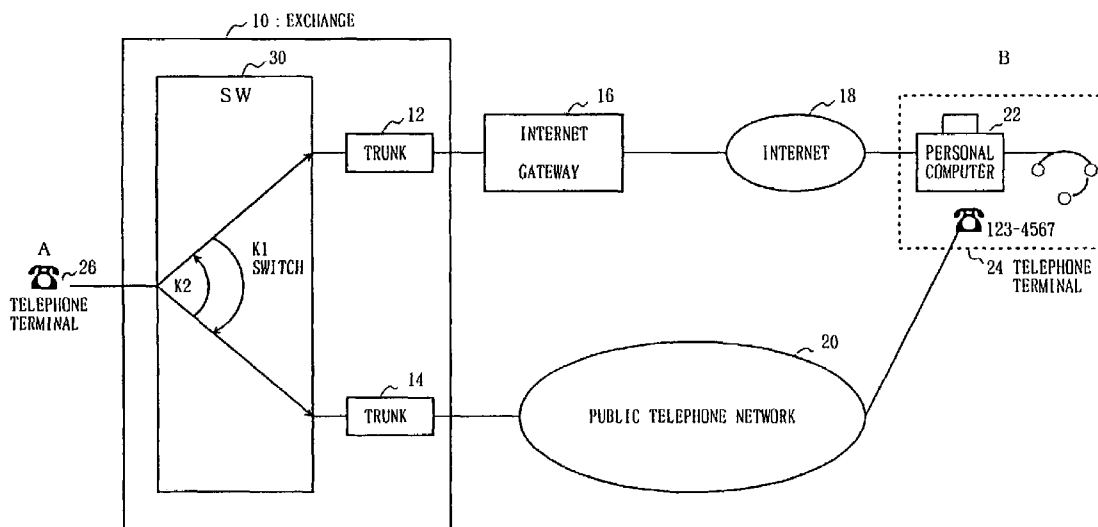 10 : EXCHANGE
30
SW
12
TRUNK
16
INTERNET
GATEWAY
18
INTERNET
B
22
PERSONAL
COMPUTER
123-4567
24 TELEPHONE
TERMINAL
A
26
TELEPHONE
TERMINAL
K1
SWITCH
K2
14
TRUNK
20
PUBLIC TELEPHONE NETWORK